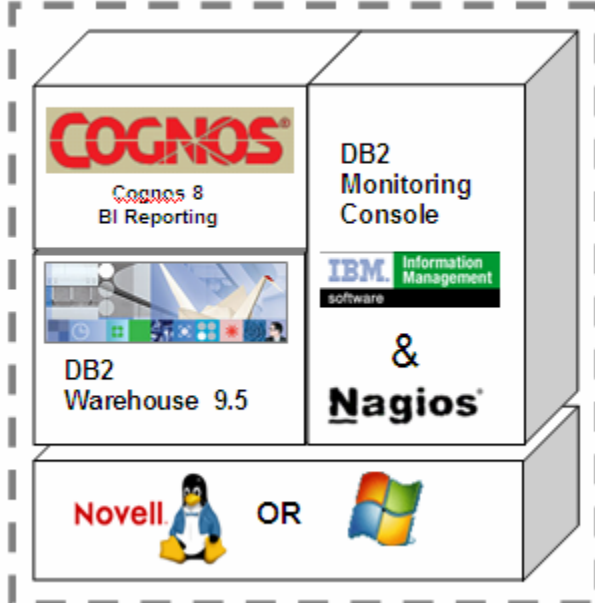 COGNOS®
Cognos 8
BI Reporting
DB2
Warehouse 9.5
DB2
Monitoring
Console
IBM. Information
Management
software
&
Nagios®
Novell. OR